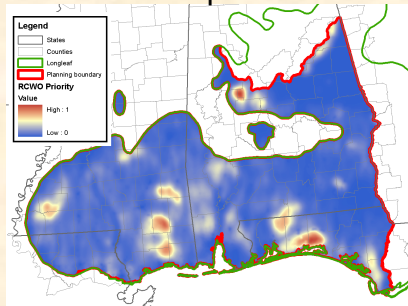 Legend
States
Counties
Longleaf
Planning boundary
RCWO Priority
Value
High : 1
Low : 0